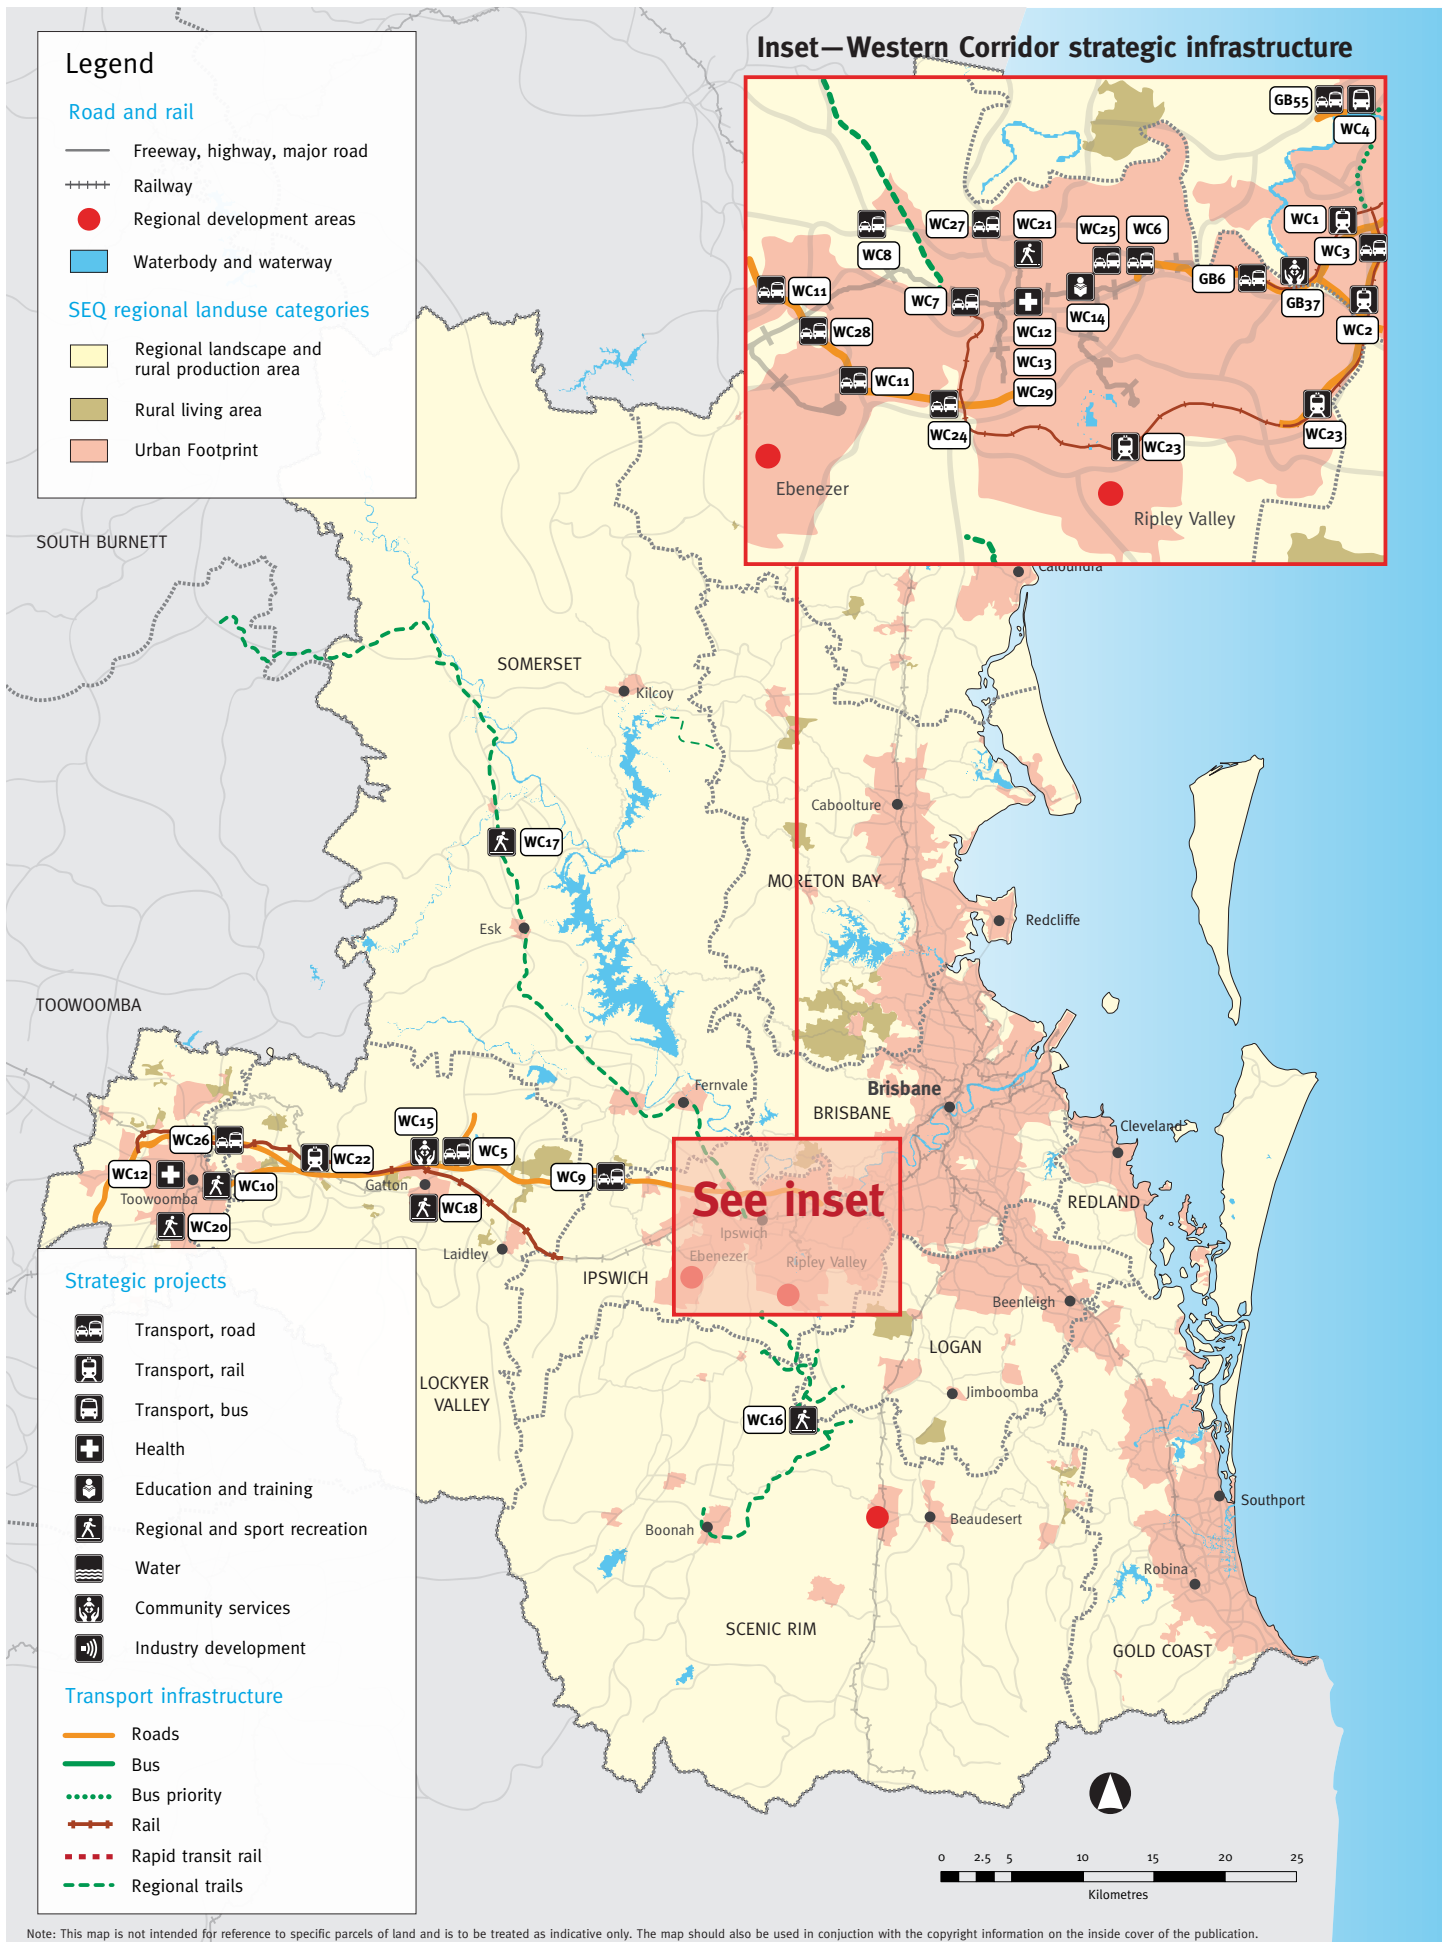 Legend
Road and rail
Freeway, highway, major road
Railway
Regional development areas
Waterbody and waterway
SEQ regional landuse categories
Regional landscape and
rural production area
Rural living area
Urban Footprint
Inset—Western Corridor strategic infrastructure
GB55
WC4
WC27
WC21
WC25
WC6
WC1
WC3
WC8
GB6
GB37
WC11
WC7
WC14
WC2
WC28
WC12
WC13
WC11
WC29
WC24
WC23
WC23
Ebenezer
Ripley Valley
Caloundra
SOUTH BURNETT
SOMERSET
Kilcoy
Caboolture
WC17
MORETON BAY
Redcliffe
Esk
TOOWOOMBA
Fernvale
Brisbane
BRISBANE
Cleveland
WC15
WC26
WC5
WC22
WC12
WC9
Gatton
WC10
Toowoomba
WC18
WC20
Laidley
See inset
Ipswich
Ebenezer
Ripley Valley
REDLAND
IPSWICH
Beenleigh
LOGAN
LOCKYER
VALLEY
Jimboomba
WC16
Southport
Boonah
Beaudesert
Robina
SCENIC RIM
GOLD COAST
Strategic projects
Transport, road
Transport, rail
Transport, bus
Health
Education and training
Regional and sport recreation
Water
Community services
Industry development
Transport infrastructure
Roads
Bus
Bus priority
Rail
Rapid transit rail
Regional trails
0 2.5 5 10 15 20 25
Kilometres
Note: This map is not intended for reference to specific parcels of land and is to be treated as indicative only. The map should also be used in conjuction with the copyright information on the inside cover of the publication.